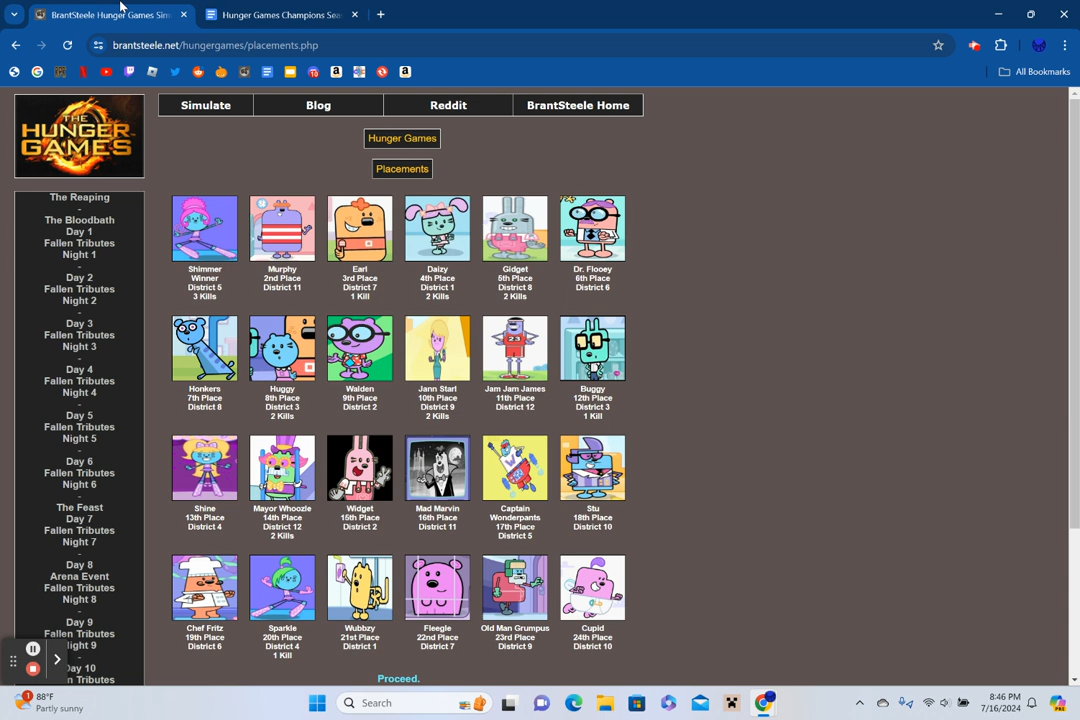 BrantSteele Hunger Games Sim
Hunger Games Champions Sea
brantsteele.net/hungergames/placements.php
All Bookmarks
THE
HUNGER
GAMES
Simulate
Blog
Reddit
BrantSteele Home
Hunger Games
Placements
The Reaping
-
The Bloodbath
Day 1
Fallen Tributes
Night 1
-
Day 2
Fallen Tributes
Night 2
-
Day 3
Fallen Tributes
Night 3
-
Day 4
Fallen Tributes
Night 4
-
Day 5
Fallen Tributes
Night 5
-
Day 6
Fallen Tributes
Night 6
-
The Feast
Day 7
Fallen Tributes
Night 7
-
Day 8
Arena Event
Fallen Tributes
Night 8
-
Day 9
Fallen Tributes
Night 9
-
Day 10
Fallen Tributes
Shimmer
Winner
District 5
3 Kills
Murphy
2nd Place
District 11
Earl
3rd Place
District 7
1 Kill
Daizy
4th Place
District 1
2 Kills
Gidget
5th Place
District 8
2 Kills
Dr. Flooey
6th Place
District 6
Honkers
7th Place
District 8
Huggy
8th Place
District 3
2 Kills
Walden
9th Place
District 2
Jann Starl
10th Place
District 9
2 Kills
23
Jam Jam James
11th Place
District 12
Buggy
12th Place
District 3
1 Kill
Shine
13th Place
District 4
Mayor Whoozle
14th Place
District 12
2 Kills
Widget
15th Place
District 2
Mad Marvin
16th Place
District 11
W
Captain
Wonderpants
17th Place
District 5
Stu
18th Place
District 10
Chef Fritz
19th Place
District 6
Sparkle
20th Place
District 4
1 Kill
Wubbzy
21st Place
District 1
Fleegle
22nd Place
District 7
Old Man Grumpus
23rd Place
District 9
Cupid
24th Place
District 10
Proceed.
1
88°F
Partly sunny
Search
8:46 PM
7/16/2024
PRE